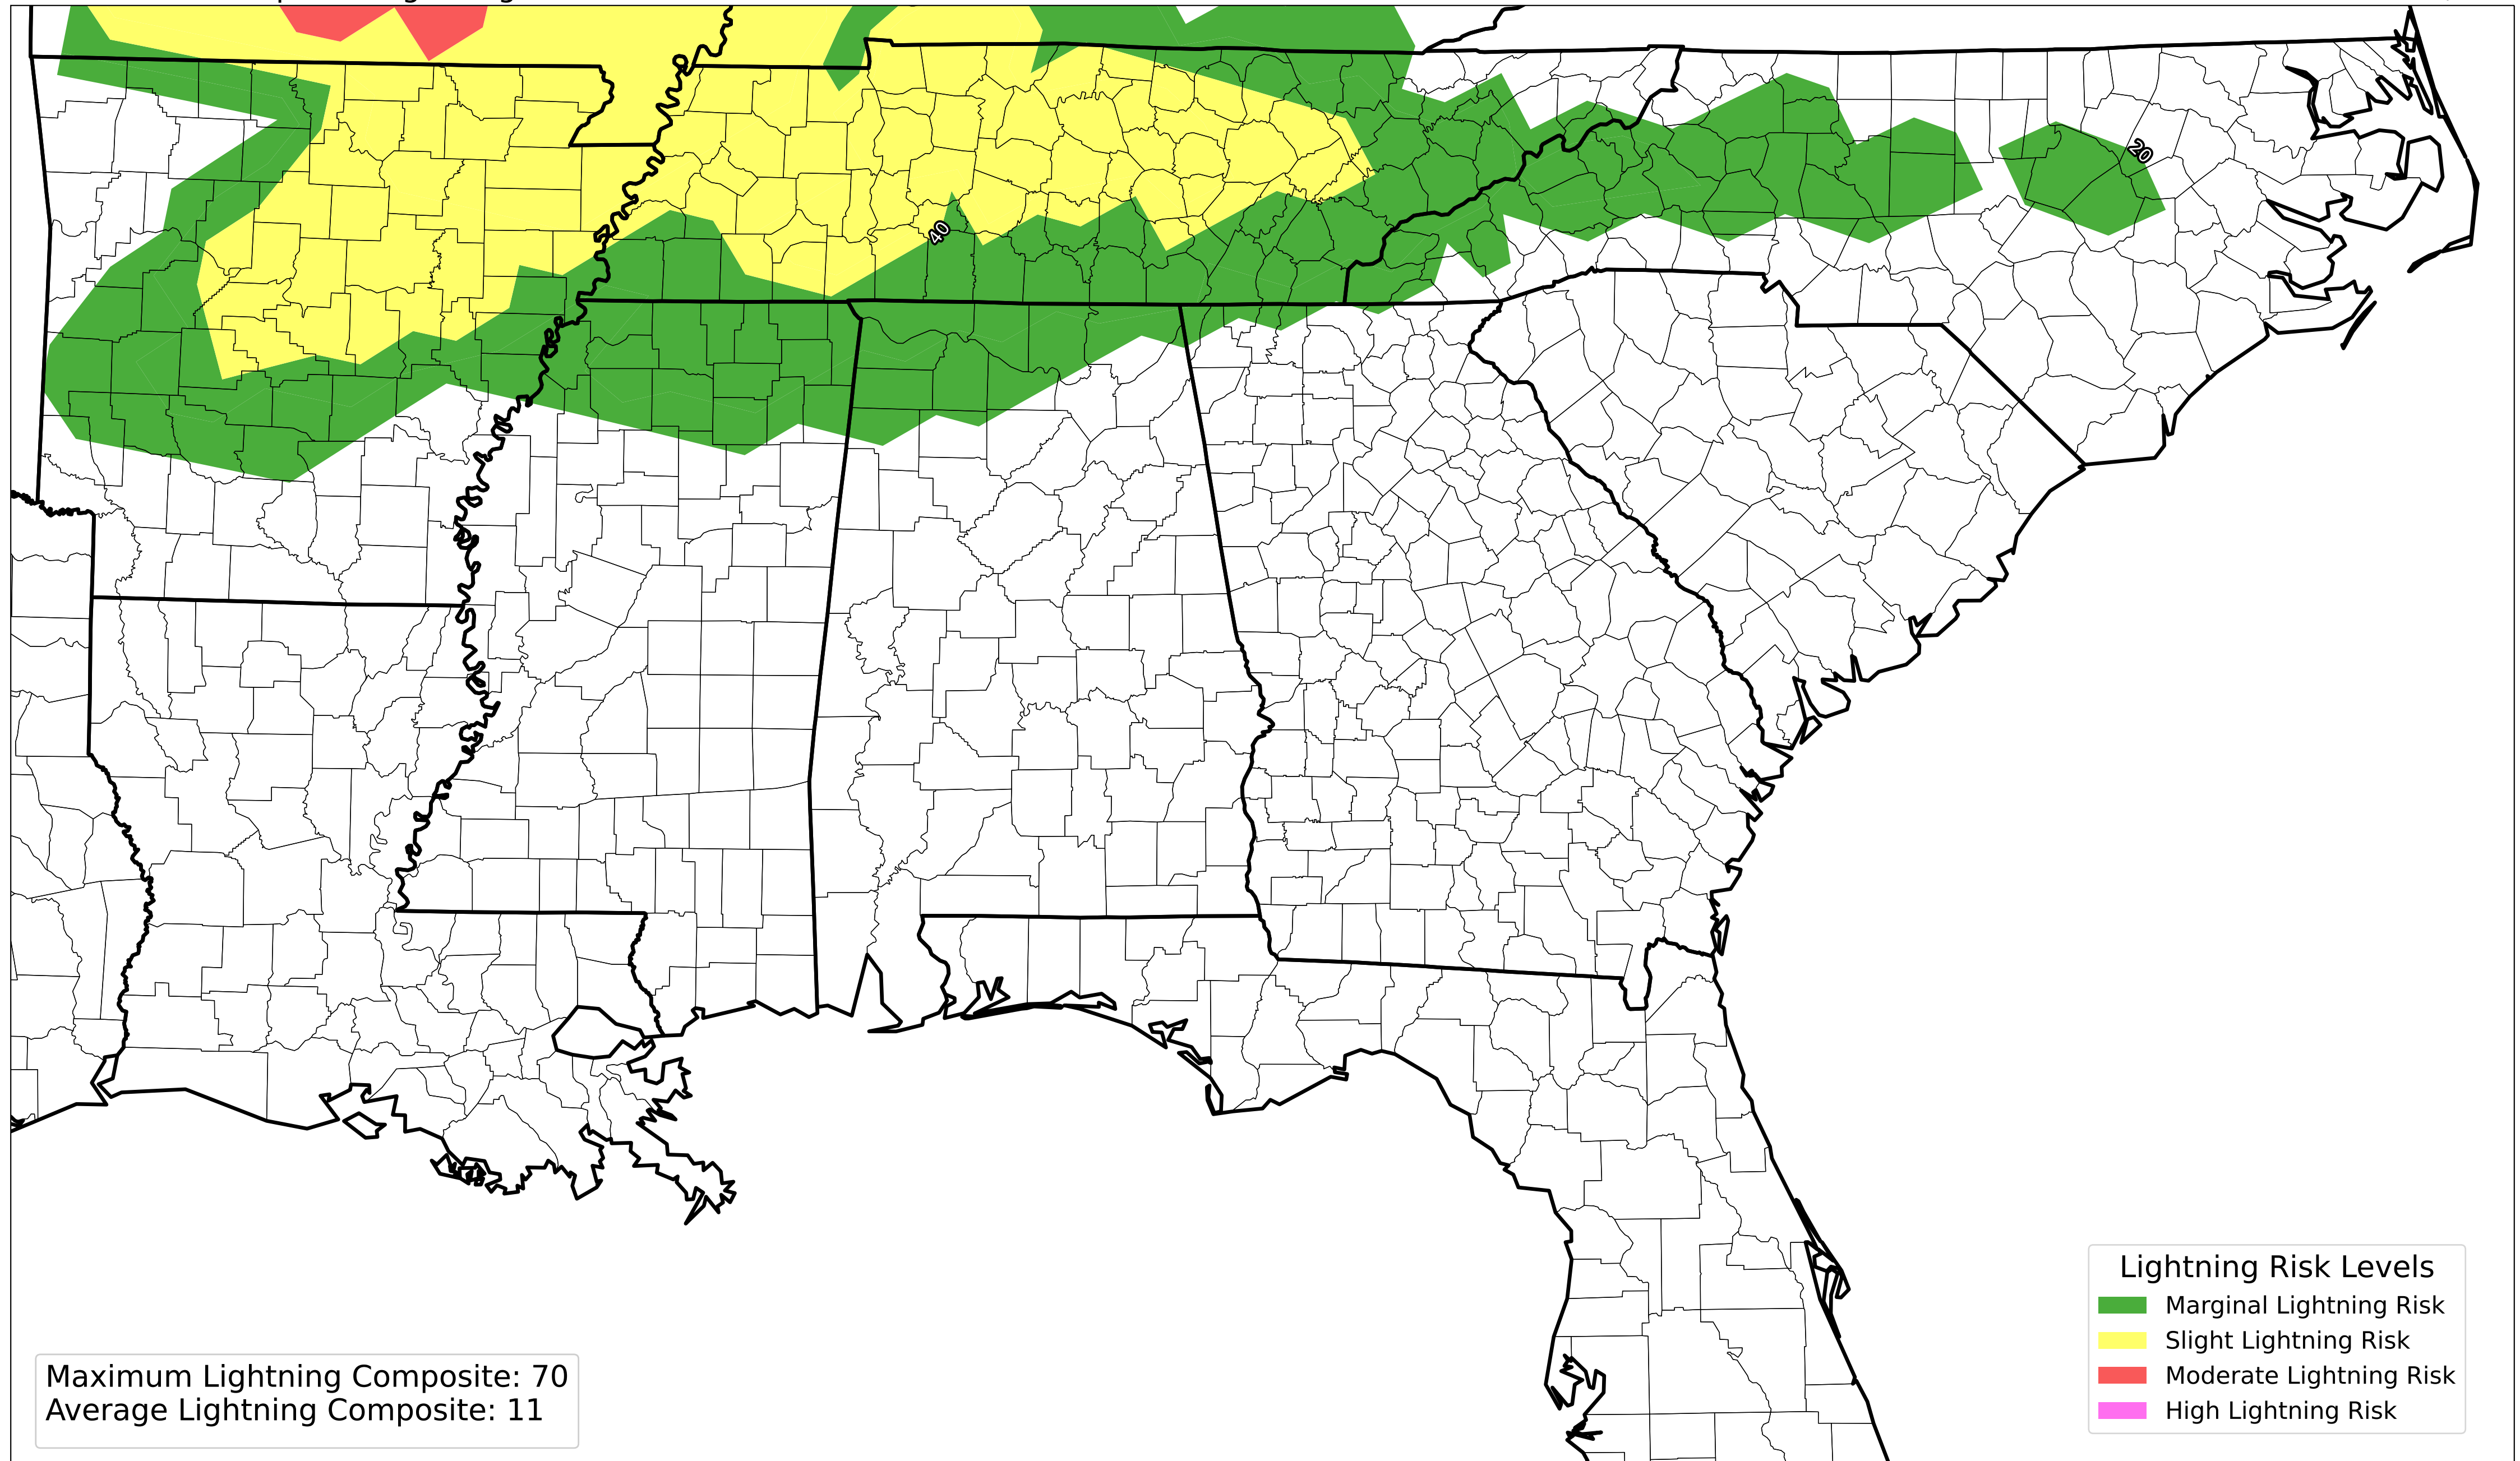 20
40
Lightning Risk Levels
Marginal Lightning Risk
Slight Lightning Risk
Moderate Lightning Risk
High Lightning Risk
Maximum Lightning Composite: 70
Average Lightning Composite: 11